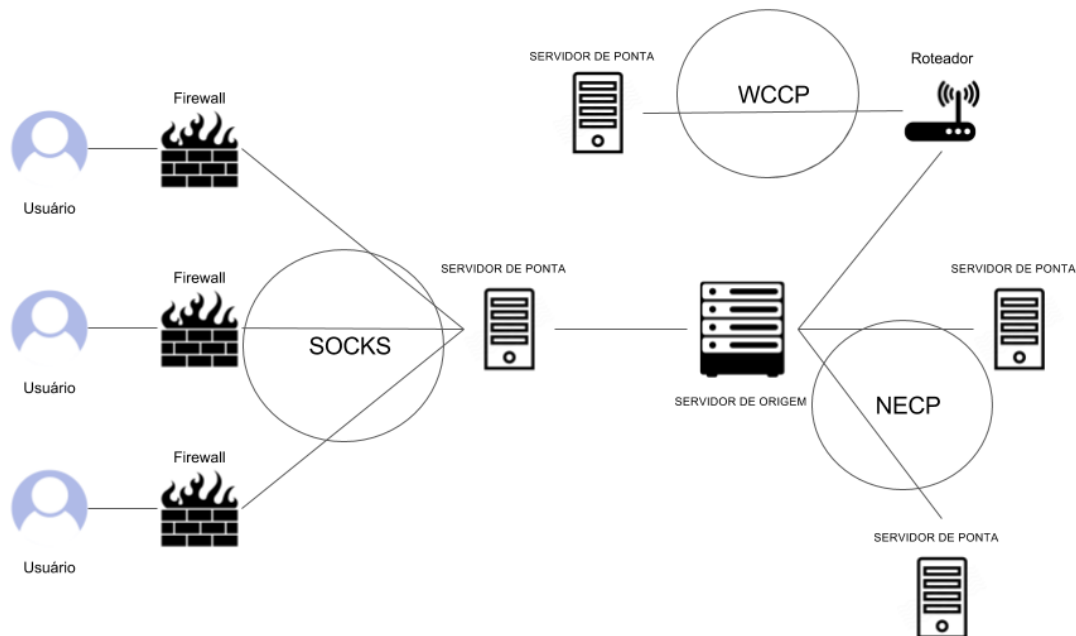 SERVIDOR DE PONTA
Roteador
WCCP
Firewall
Usuário
Firewall
SERVIDOR DE PONTA
SERVIDOR DE PONTA
SOCKS
Usuário
SERVIDOR DE ORIGEM
NECP
Firewall
SERVIDOR DE PONTA
Usuário